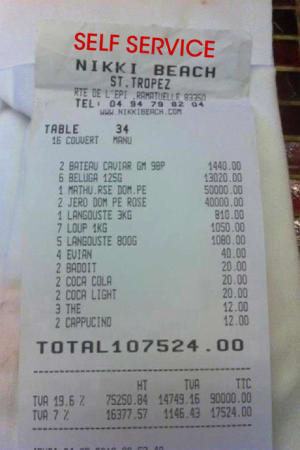 SELF SERVICE
NIKKI BEACH
ST.TROPEZ
RTE DE L'EPI .RAMATUELLE 83350
TEL: 04 94 79 82 04
WWW.NIKKIBEACH.COM
TABLE 34
16 COUVERT MANU
2 BATEAU CAVIAR GM 98P 1440.00
6 BELUGA 125G 13020.00
1 MATHU.RSE DOM.PE 50000.00
2 JERO DOM PE ROSE 40000.00
1 LANGOUSTE 3KG 810.00
7 LOUP 1KG 1050.00
5 LANGOUSTE 800G 1080.00
4 EVIAN 40.00
2 BADOIT 20.00
2 COCA COLA 20.00
2 COCA LIGHT 20.00
3 THE 12.00
2 CAPPUCINO 12.00
TOTAL107524.00
HT TVA TTC
TVA 19.6 % 75250.84 14749.16 90000.00
TVA 7 % 16377.57 1146.43 17524.00